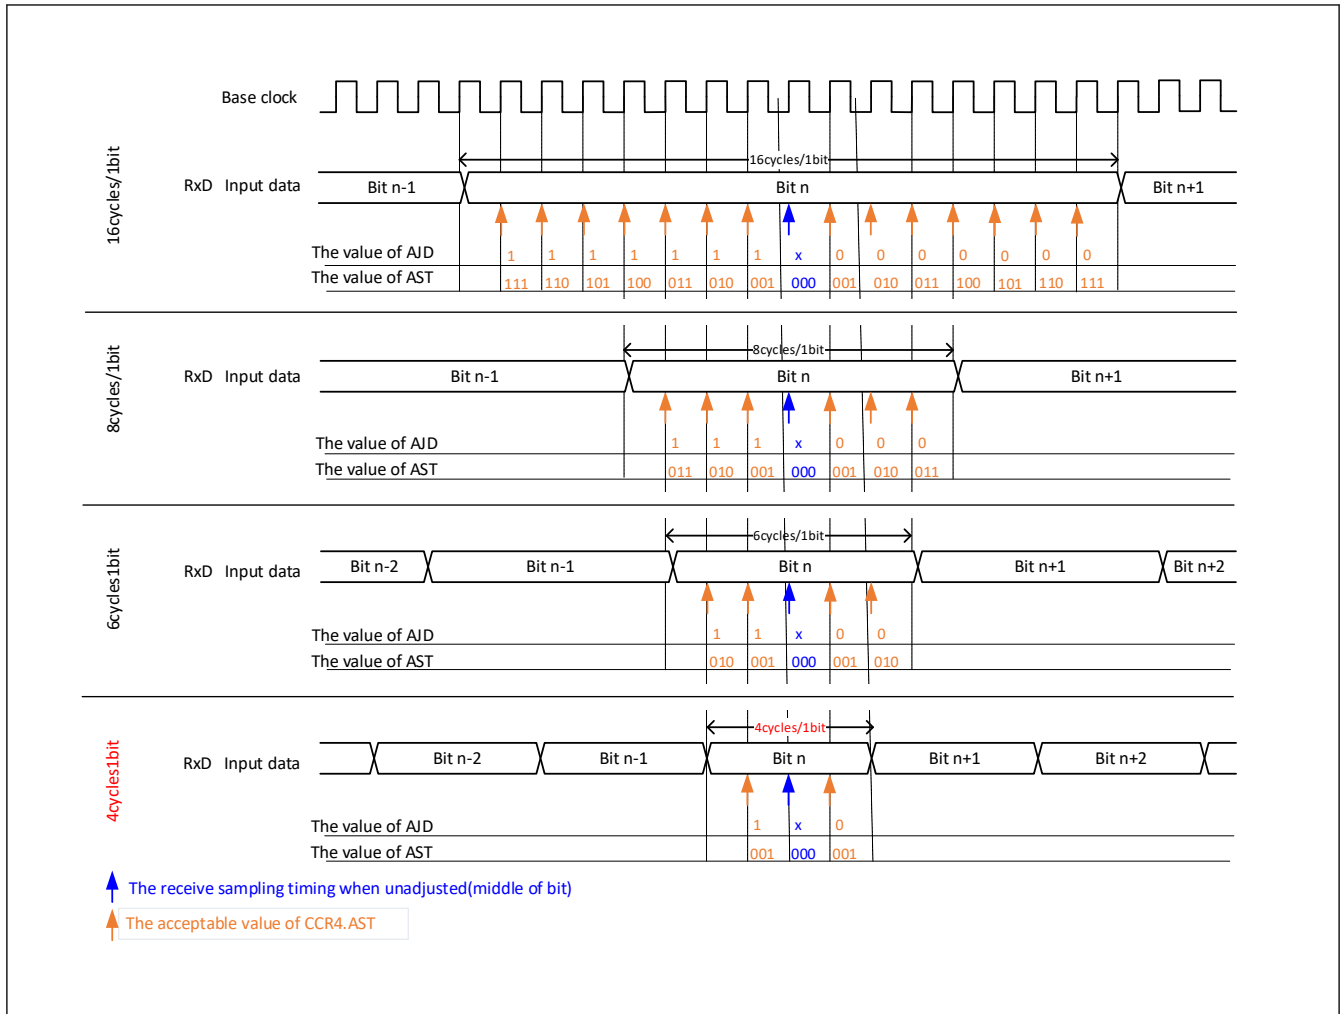 Base clock
16cycles/1bit
16cycles/1bit
RxD Input data
Bit n-1
Bit n
Bit n+1
The value of AJD
1 1 1 1 1 1 1 x 0 0 0 0 0 0 0
The value of AST
111 110 101 100 011 010 001 000 001 010 011 100 101 110 111
8cycles/1bit
8cycles/1bit
RxD Input data
Bit n-1
Bit n
Bit n+1
The value of AJD
1 1 1 x 0 0 0
The value of AST
011 010 001 000 001 010 011
6cycles1bit
6cycles/1bit
RxD Input data
Bit n-2
Bit n-1
Bit n
Bit n+1
Bit n+2
The value of AJD
1 1 x 0 0
The value of AST
010 001 000 001 010
4cycles1bit
4cycles/1bit
RxD Input data
Bit n-2
Bit n-1
Bit n
Bit n+1
Bit n+2
The value of AJD
1 x 0
The value of AST
001 000 001
The receive sampling timing when unadjusted(middle of bit)
The acceptable value of CCR4.AST